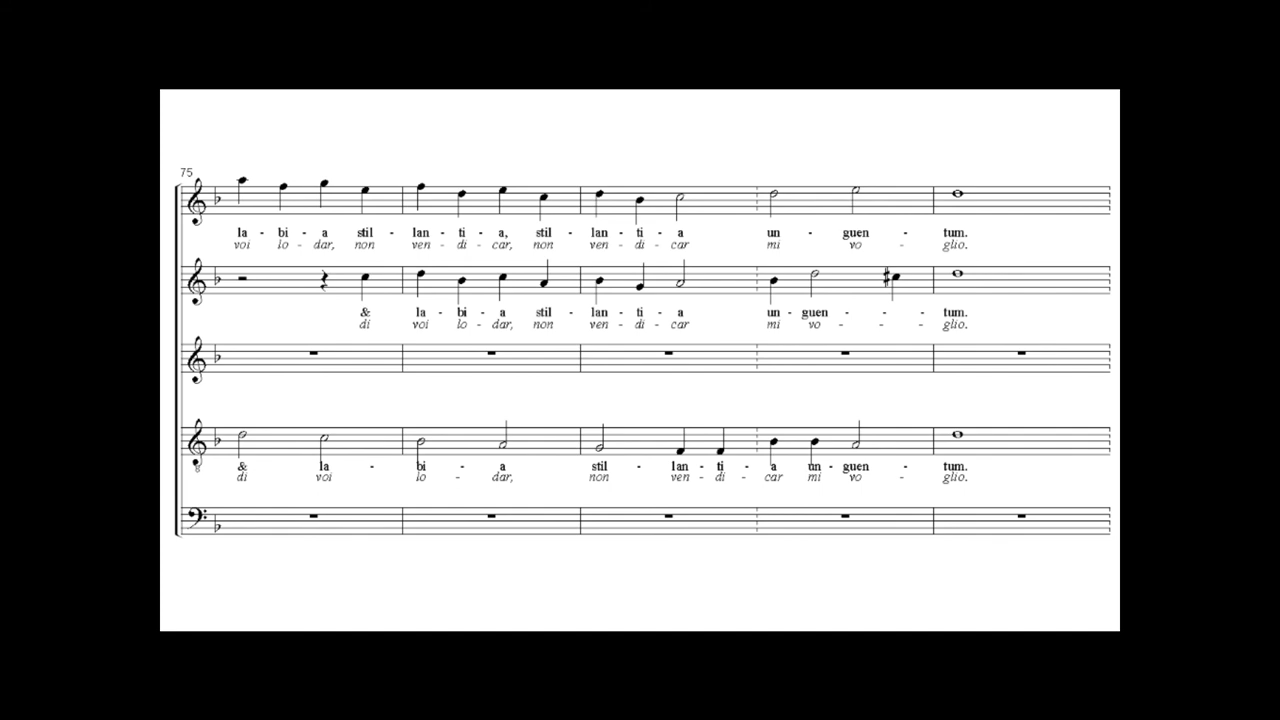 75
la - bi - a stil - lan - ti - a, stil - lan - ti - a un - guen - tum.
voi lo - dar, non ven - di - car, non ven - di - car mi vo - glio.
& la - bi - a stil - lan - ti - a un - guen - - - tum.
di voi lo - dar, non ven - di - car mi vo - - - glio.
& la - bi - a stil - lan - ti - a un - guen - tum.
di voi lo - dar, non ven - di - car mi vo - glio.